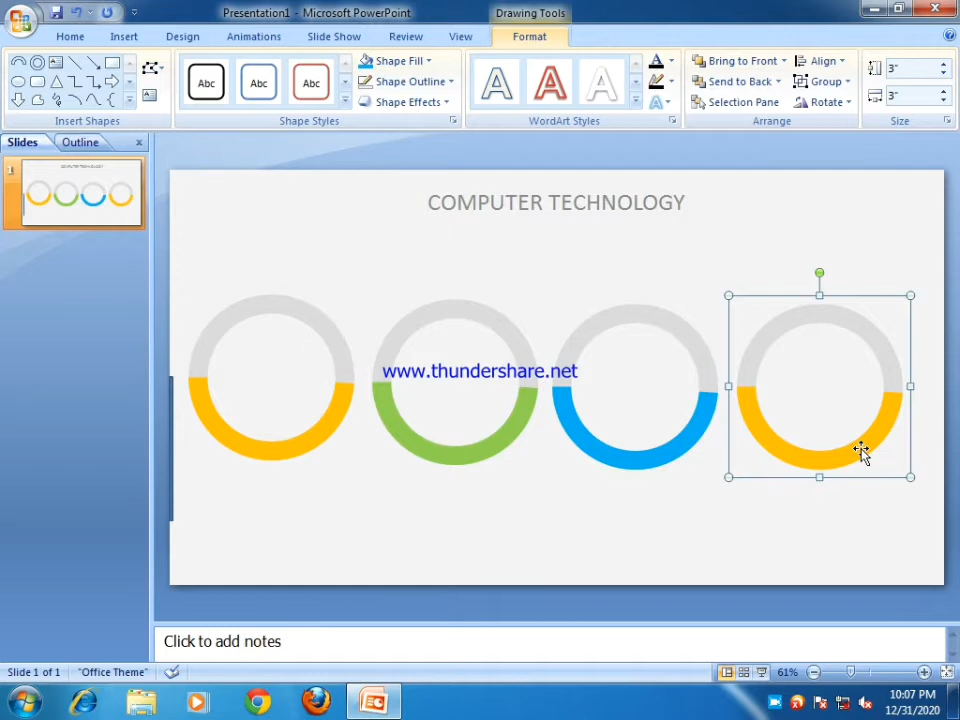 Presentation1 - Microsoft PowerPoint
Drawing Tools
Home
Insert
Design
Animations
Slide Show
Review
View
Format
Abc
Abc
Abc
Shape Fill
Shape Outline
Shape Effects
A
A
A
A
A
Bring to Front
Send to Back
Selection Pane
Align
Group
Rotate
3"
3"
Insert Shapes
Shape Styles
WordArt Styles
Arrange
Size
Slides
Outline
1
COMPUTER TECHNOLOGY
COMPUTER TECHNOLOGY
www.thundershare.net
Click to add notes
Slide 1 of 1
"Office Theme"
61%
10:07 PM
12/31/2020